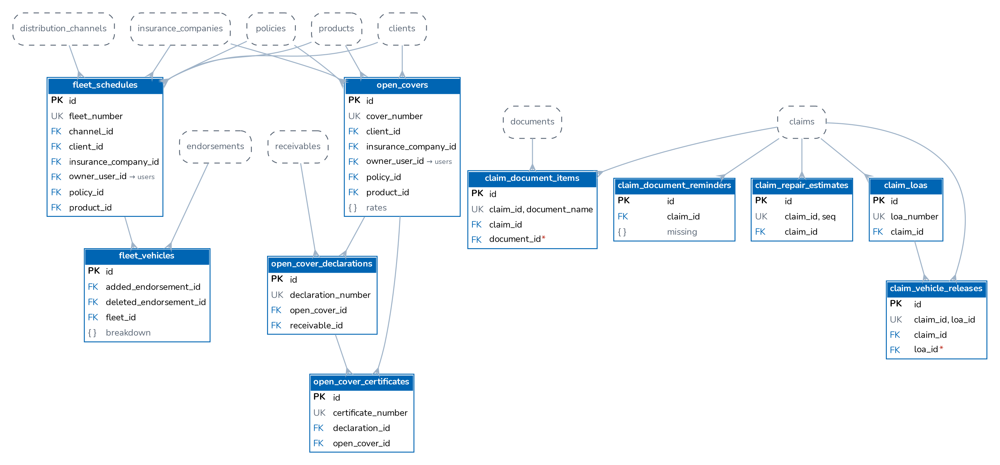 distribution_channels
insurance_companies
policies
products
clients
fleet_schedules
PK id
UK fleet_number
FK channel_id
FK client_id
FK insurance_company_id
FK owner_user_id → users
FK policy_id
FK product_id
open_covers
PK id
UK cover_number
FK client_id
FK insurance_company_id
FK owner_user_id → users
FK policy_id
FK product_id
{ } rates
endorsements
receivables
documents
claims
claim_document_items
PK id
UK claim_id, document_name
FK claim_id
FK document_id*
claim_document_reminders
PK id
FK claim_id
{ } missing
claim_repair_estimates
PK id
UK claim_id, seq
FK claim_id
claim_loas
PK id
UK loa_number
FK claim_id
fleet_vehicles
PK id
FK added_endorsement_id
FK deleted_endorsement_id
FK fleet_id
{ } breakdown
open_cover_declarations
PK id
UK declaration_number
FK open_cover_id
FK receivable_id
claim_vehicle_releases
PK id
UK claim_id, loa_id
FK claim_id
FK loa_id*
open_cover_certificates
PK id
UK certificate_number
FK declaration_id
FK open_cover_id